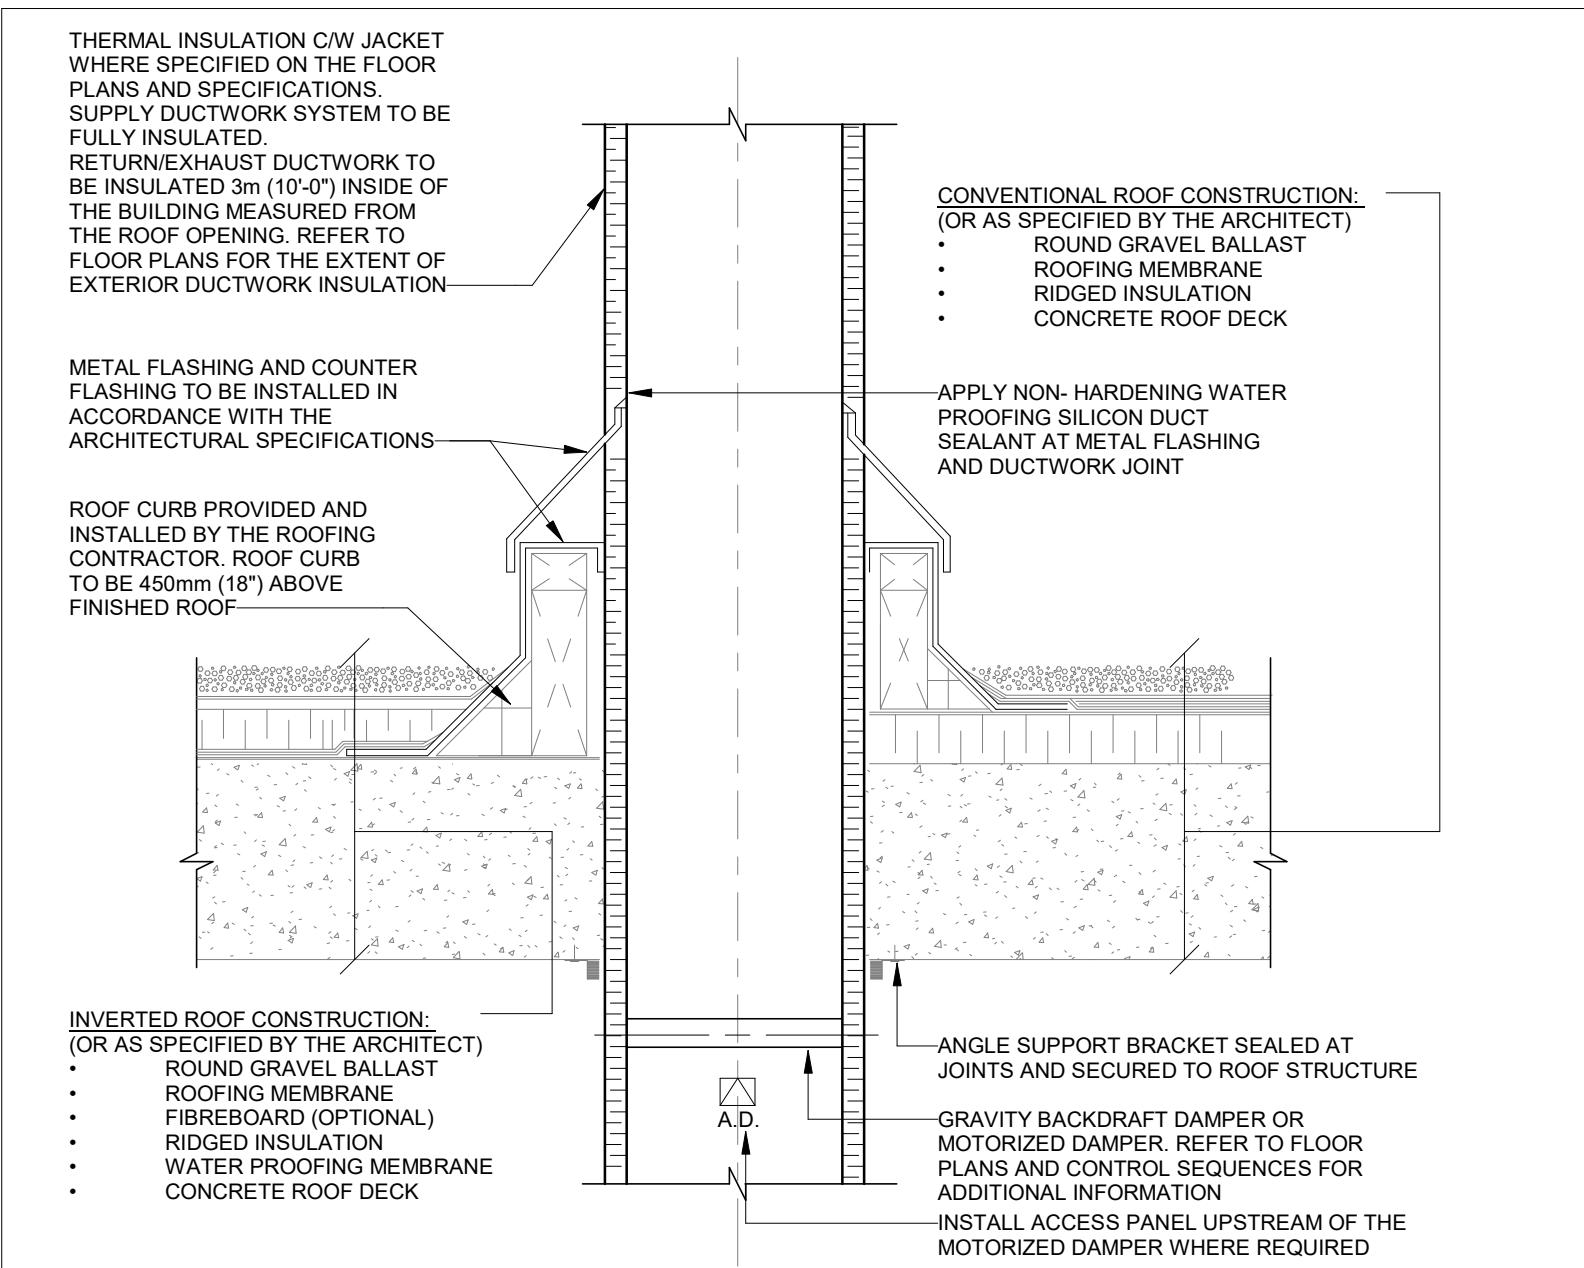 THERMAL INSULATION C/W JACKET
WHERE SPECIFIED ON THE FLOOR
PLANS AND SPECIFICATIONS.
SUPPLY DUCTWORK SYSTEM TO BE
FULLY INSULATED.
RETURN/EXHAUST DUCTWORK TO
BE INSULATED 3m (10'-0") INSIDE OF
THE BUILDING MEASURED FROM
THE ROOF OPENING. REFER TO
FLOOR PLANS FOR THE EXTENT OF
EXTERIOR DUCTWORK INSULATION
METAL FLASHING AND COUNTER
FLASHING TO BE INSTALLED IN
ACCORDANCE WITH THE
ARCHITECTURAL SPECIFICATIONS
ROOF CURB PROVIDED AND
INSTALLED BY THE ROOFING
CONTRACTOR. ROOF CURB
TO BE 450mm (18") ABOVE
FINISHED ROOF
INVERTED ROOF CONSTRUCTION:
(OR AS SPECIFIED BY THE ARCHITECT)
• ROUND GRAVEL BALLAST
• ROOFING MEMBRANE
• FIBREBOARD (OPTIONAL)
• RIDGED INSULATION
• WATER PROOFING MEMBRANE
• CONCRETE ROOF DECK
A.D.
CONVENTIONAL ROOF CONSTRUCTION:
(OR AS SPECIFIED BY THE ARCHITECT)
• ROUND GRAVEL BALLAST
• ROOFING MEMBRANE
• RIDGED INSULATION
• CONCRETE ROOF DECK
APPLY NON- HARDENING WATER
PROOFING SILICON DUCT
SEALANT AT METAL FLASHING
AND DUCTWORK JOINT
ANGLE SUPPORT BRACKET SEALED AT
JOINTS AND SECURED TO ROOF STRUCTURE
GRAVITY BACKDRAFT DAMPER OR
MOTORIZED DAMPER. REFER TO FLOOR
PLANS AND CONTROL SEQUENCES FOR
ADDITIONAL INFORMATION
INSTALL ACCESS PANEL UPSTREAM OF THE
MOTORIZED DAMPER WHERE REQUIRED